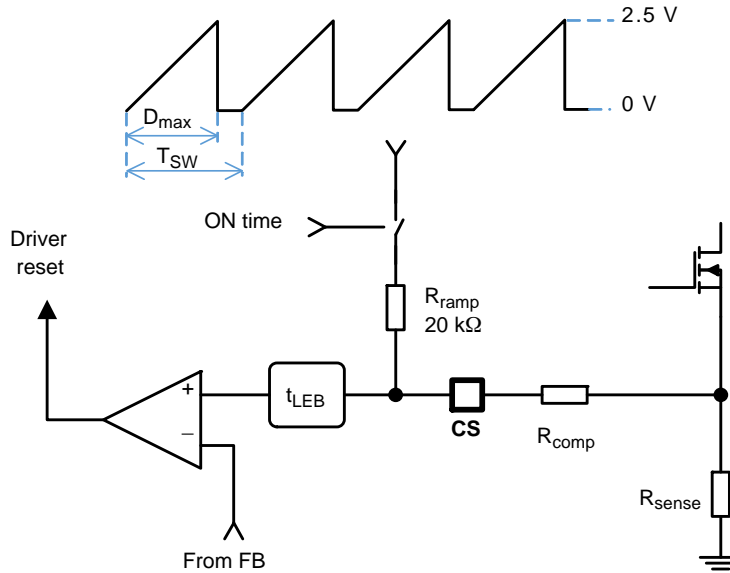 2.5 V
0 V
Dmax
TSW
ON time
Driver
reset
Rramp
20 kΩ
+
tLEB
−
CS
Rcomp
Rsense
From FB